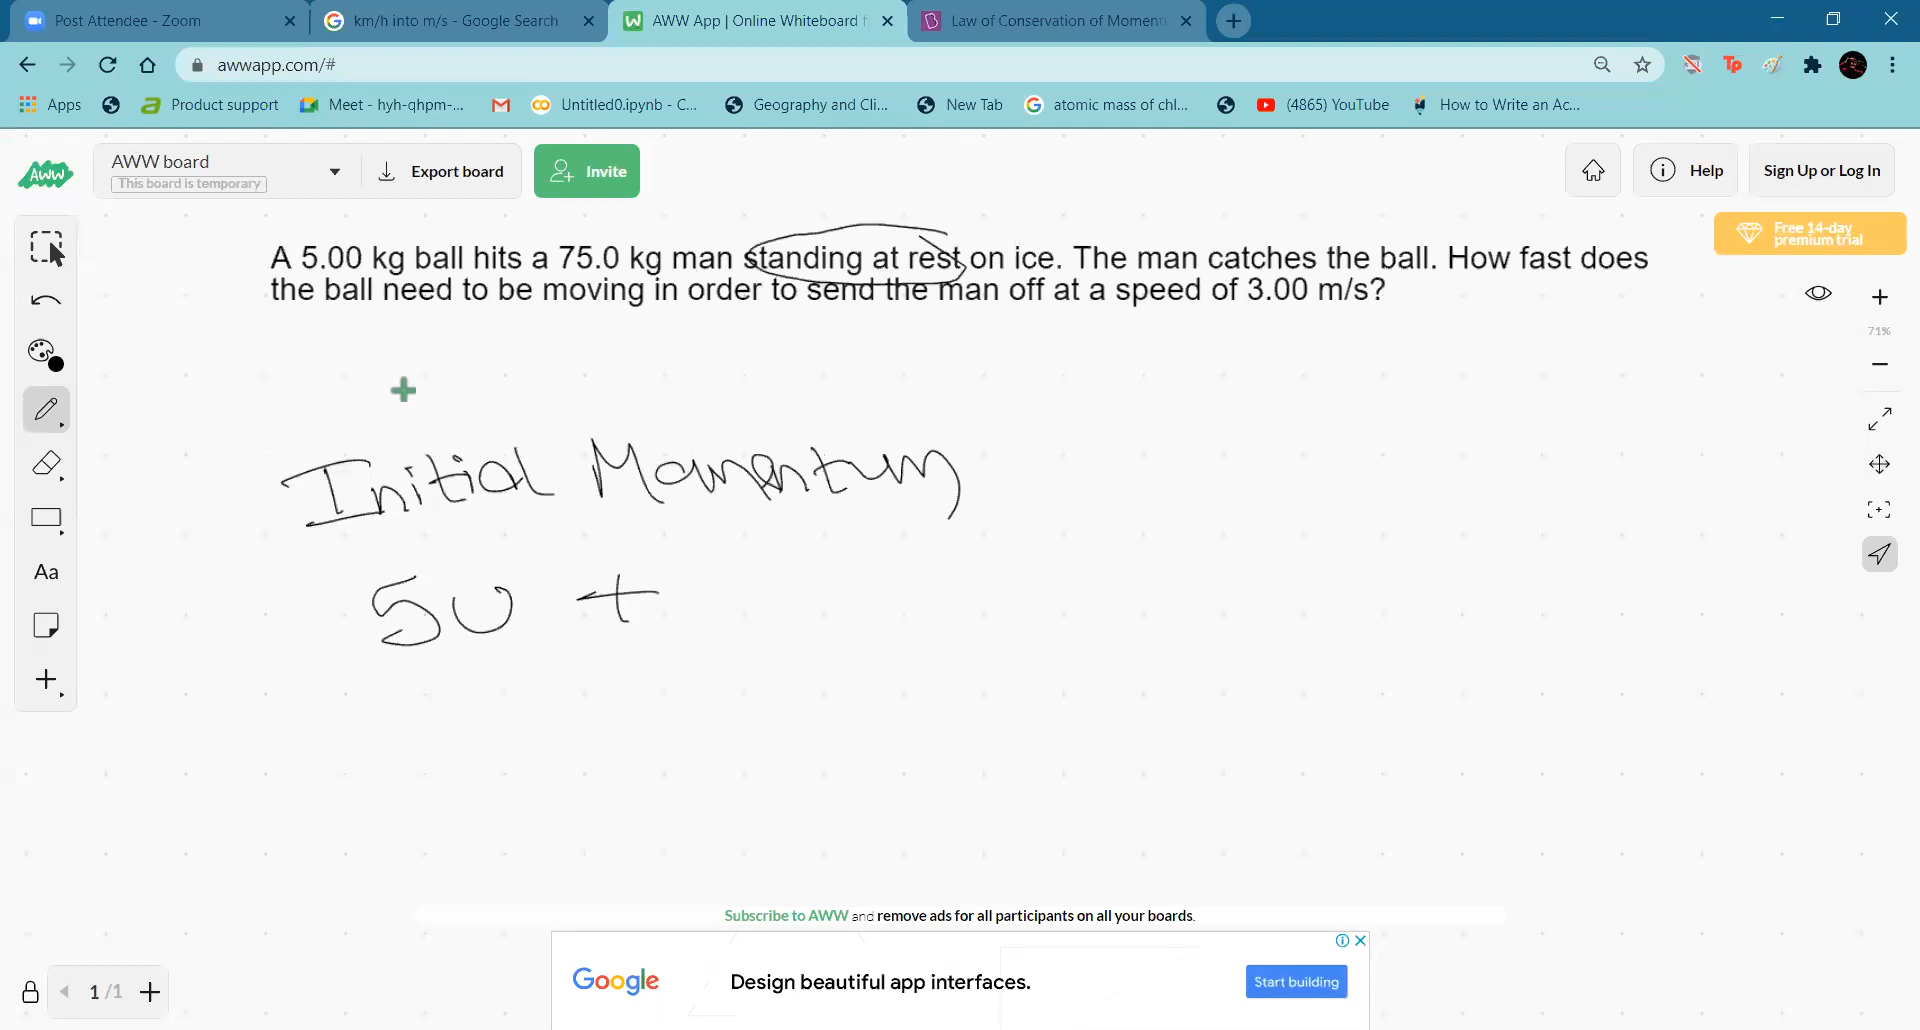 Post Attendee - Zoom
km/h into m/s - Google Search
AWW App | Online Whiteboard f
Law of Conservation of Moment
awwapp.com/#
Apps
Product support
Meet - hyh-qhpm-...
Untitled0.ipynb - C...
Geography and Cli...
New Tab
atomic mass of chl...
(4865) YouTube
How to Write an Ac...
AWW
AWW board
This board is temporary
Export board
Invite
Help
Sign Up or Log In
Free 14-day
premium trial
A 5.00 kg ball hits a 75.0 kg man standing at rest on ice. The man catches the ball. How fast does
the ball need to be moving in order to send the man off at a speed of 3.00 m/s?
71%
Initial Momentum
5U +
Aa
Subscribe to AWW and remove ads for all participants on all your boards.
Google
Design beautiful app interfaces.
Start building
1 /1